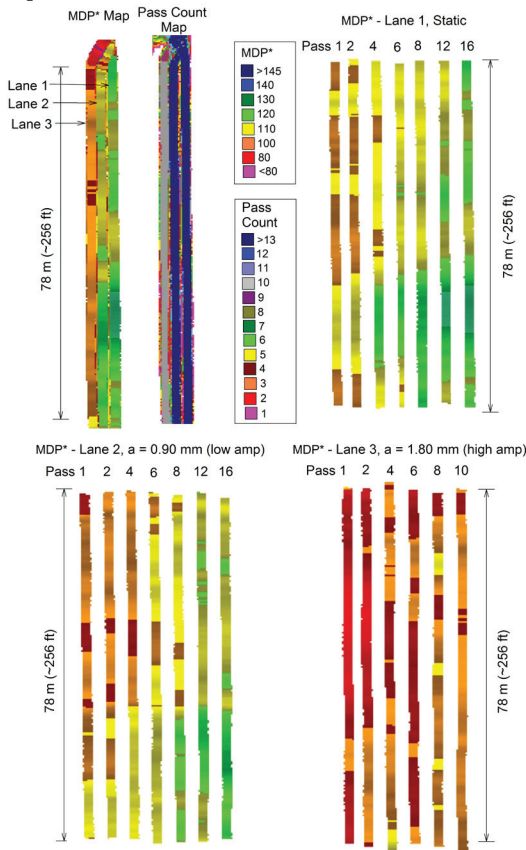 MDP* Map
Pass Count
Map
Lane 1
Lane 2
Lane 3
78 m (~256 ft)
MDP*
>145
140
130
120
110
100
80
<80
Pass
Count
>13
12
11
10
9
8
7
6
5
4
3
2
1
MDP* - Lane 1, Static
Pass 1 2 4 6 8 12 16
78 m (~256 ft)
MDP* - Lane 2, a = 0.90 mm (low amp)
Pass 1 2 4 6 8 12 16
78 m (~256 ft)
MDP* - Lane 3, a = 1.80 mm (high amp)
Pass 1 2 4 6 8 10
78 m (~256 ft)